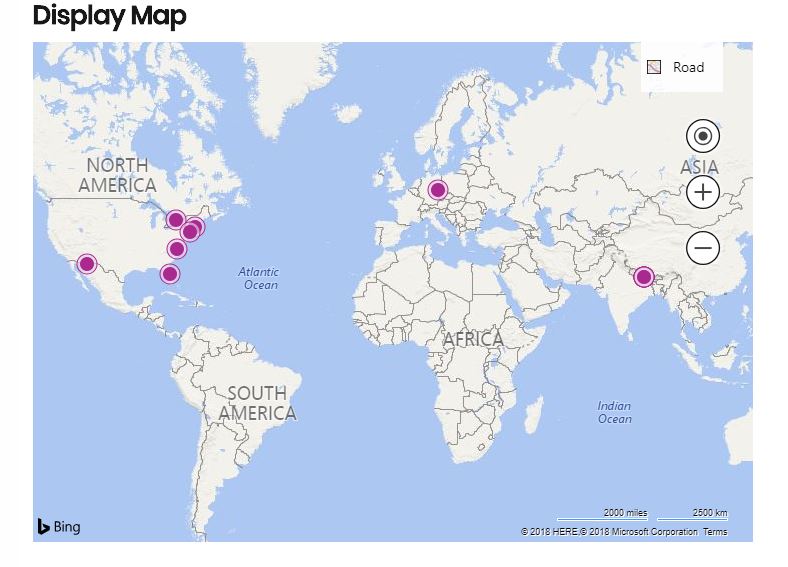 Display Map
Road
NORTH
AMERICA
ASIA
Atlantic
Ocean
AFRICA
SOUTH
AMERICA
Indian
Ocean
2000 miles 2500 km
Bing
© 2018 HERE,© 2018 Microsoft Corporation Terms